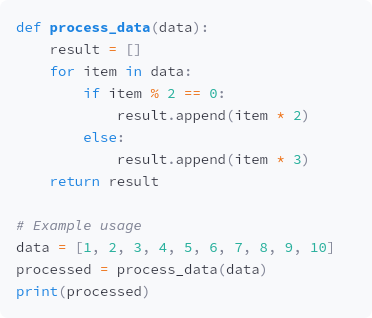 def process_data(data):
    result = []
    for item in data:
        if item % 2 == 0:
            result.append(item * 2)
        else:
            result.append(item * 3)
    return result

# Example usage
data = [1, 2, 3, 4, 5, 6, 7, 8, 9, 10]
processed = process_data(data)
print(processed)